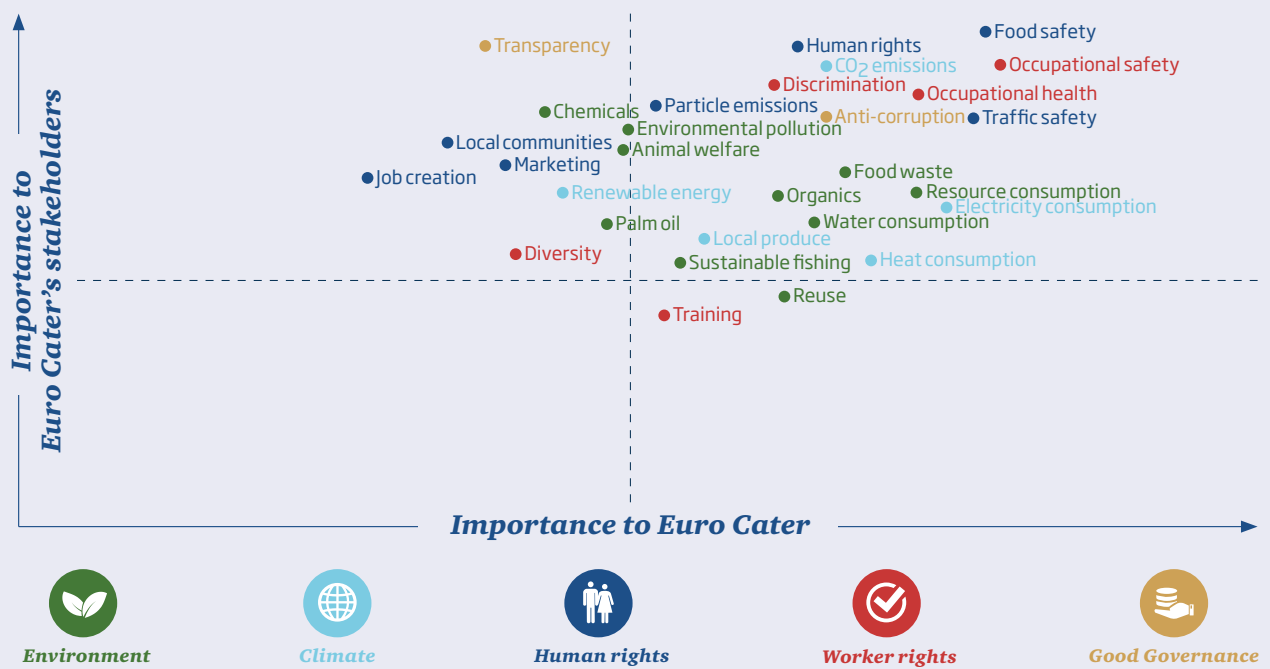 Importance to
Euro Cater's stakeholders
Food safety
Transparency
Human rights
CO2 emissions
Occupational safety
Discrimination
Occupational health
Particle emissions
Chemicals
Anti-corruption
Traffic safety
Environmental pollution
Local communities
Animal welfare
Marketing
Food waste
Job creation
Renewable energy
Organics
Resource consumption
Electricity consumption
Palm oil
Water consumption
Local produce
Diversity
Sustainable fishing
Heat consumption
Reuse
Training
Importance to Euro Cater
Environment
Climate
Human rights
Worker rights
Good Governance